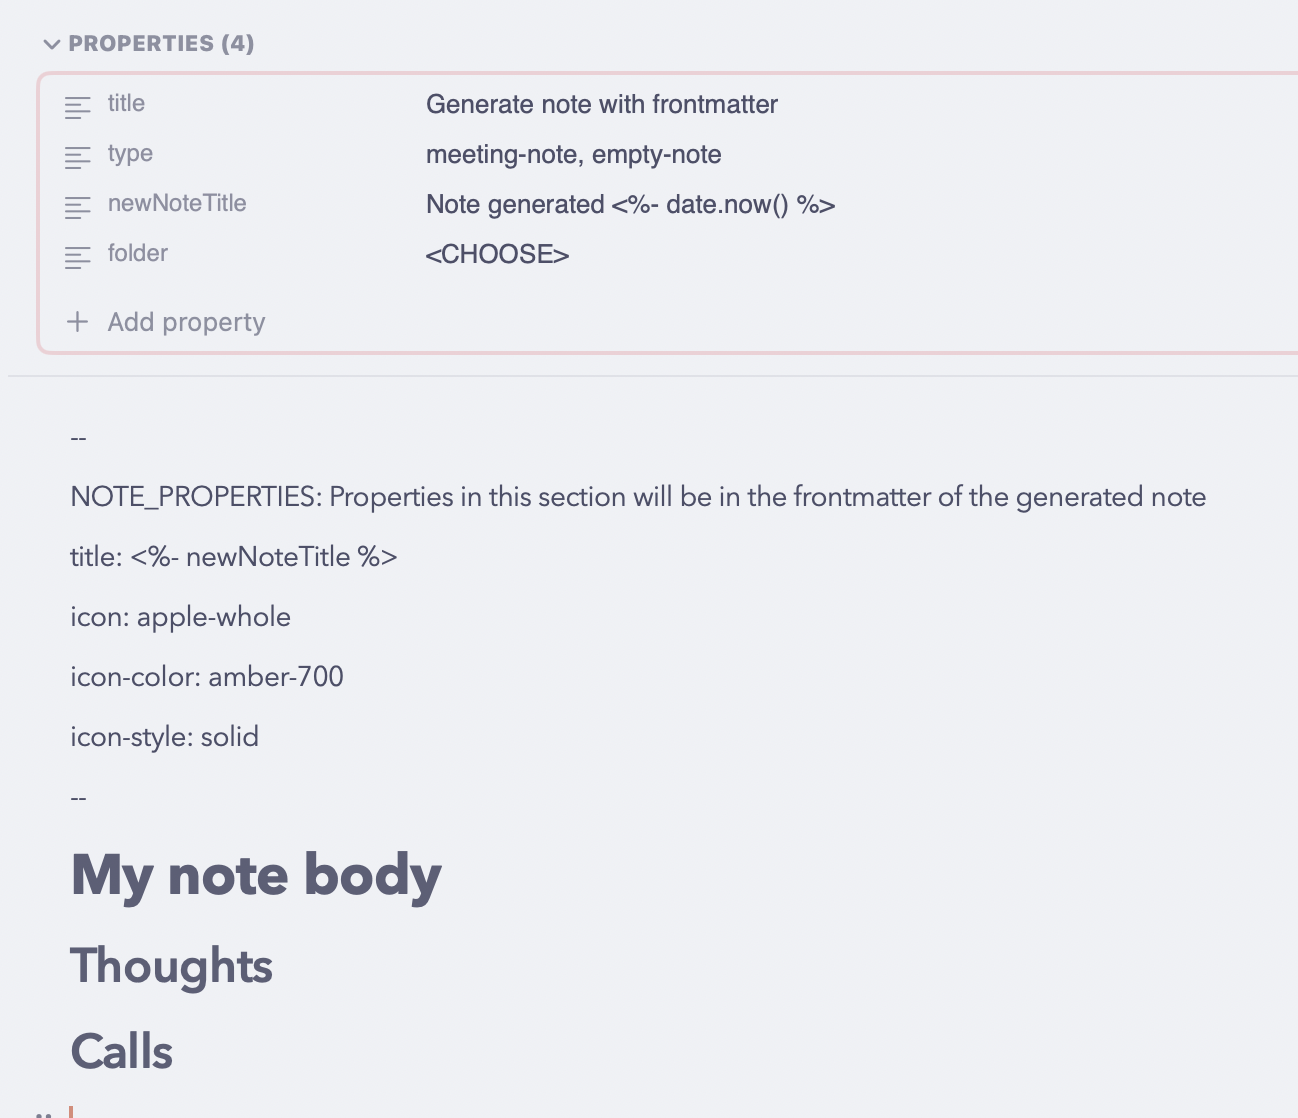 PROPERTIES (4)
title Generate note with frontmatter
type meeting-note, empty-note
newNoteTitle Note generated <%- date.now() %>
folder <CHOOSE>
+ Add property
--
NOTE_PROPERTIES: Properties in this section will be in the frontmatter of the generated note
title: <%- newNoteTitle %>
icon: apple-whole
icon-color: amber-700
icon-style: solid
--
My note body
Thoughts
Calls